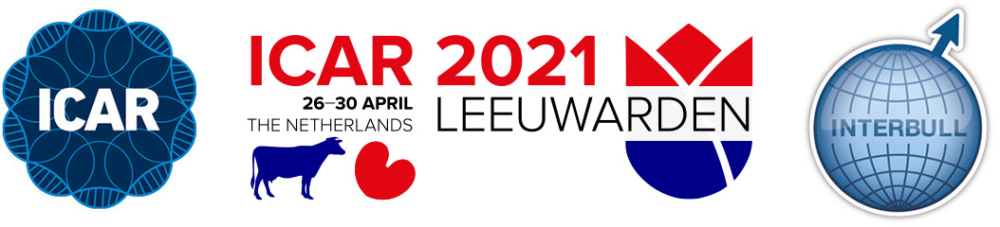 ICAR
ICAR 2021
26–30 APRIL
THE NETHERLANDS
LEEUWARDEN
INTERBULL